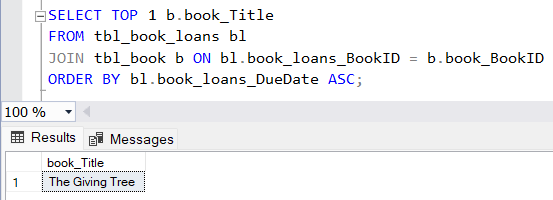 SELECT TOP 1 b.book_Title
FROM tbl_book_loans bl
JOIN tbl_book b ON bl.book_loans_BookID = b.book_BookID
ORDER BY bl.book_loans_DueDate ASC;
100 %
Results Messages
book_Title
1 The Giving Tree